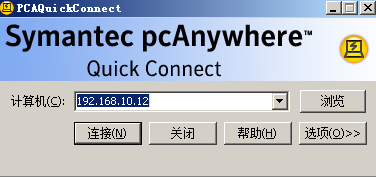 PCAQuickConnect
Symantec pcAnywhere™
Quick Connect
计算机(C): 192.168.10.12 浏览
连接(N) 关闭 帮助(H) 选项(O)>>